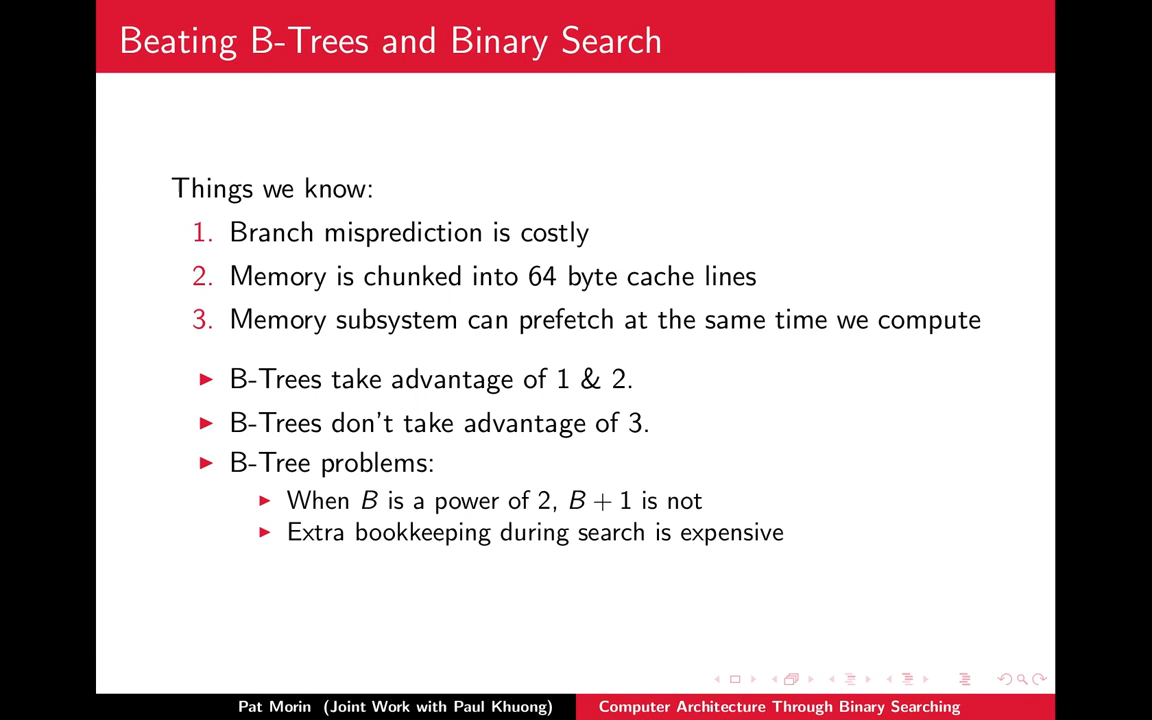 Beating B-Trees and Binary Search
Things we know:
1. Branch misprediction is costly
2. Memory is chunked into 64 byte cache lines
3. Memory subsystem can prefetch at the same time we compute
▶ B-Trees take advantage of 1 & 2.
▶ B-Trees don't take advantage of 3.
▶ B-Tree problems:
▶ When B is a power of 2, B + 1 is not
▶ Extra bookkeeping during search is expensive
Pat Morin (Joint Work with Paul Khuong) Computer Architecture Through Binary Searching